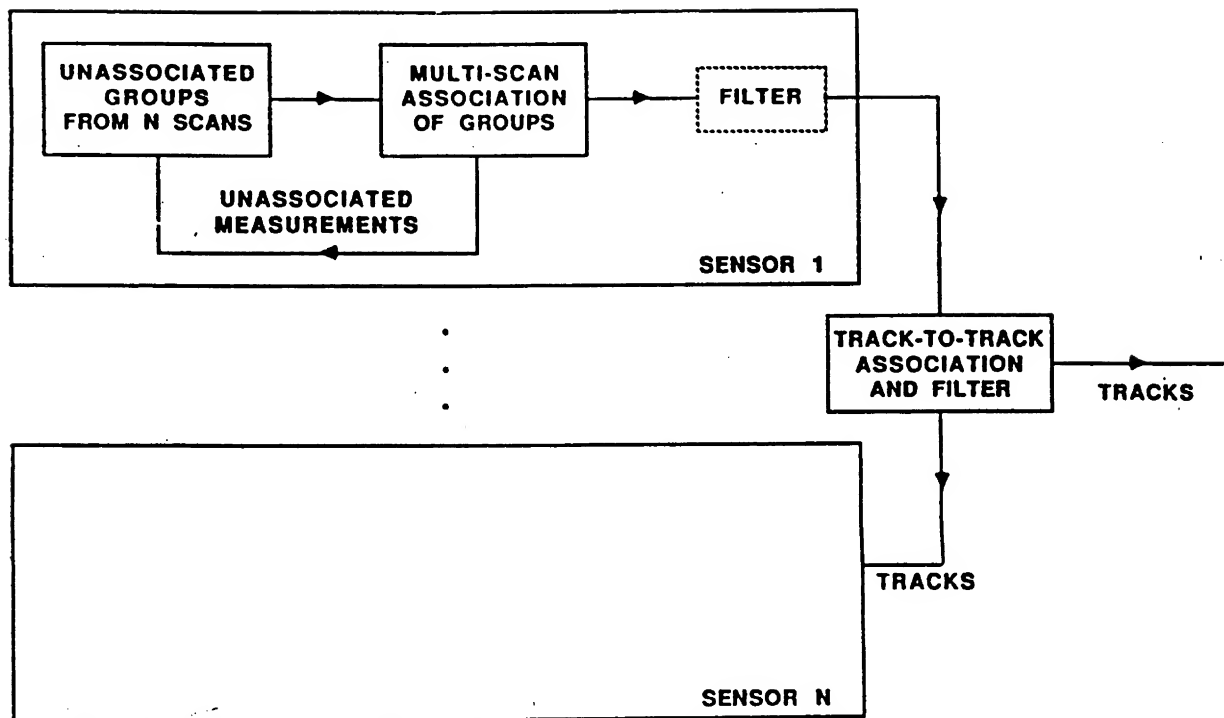 UNASSOCIATED
GROUPS
FROM N SCANS
MULTI-SCAN
ASSOCIATION
OF GROUPS
FILTER
UNASSOCIATED
MEASUREMENTS
SENSOR 1
TRACK-TO-TRACK
ASSOCIATION
AND FILTER
TRACKS
TRACKS
SENSOR N